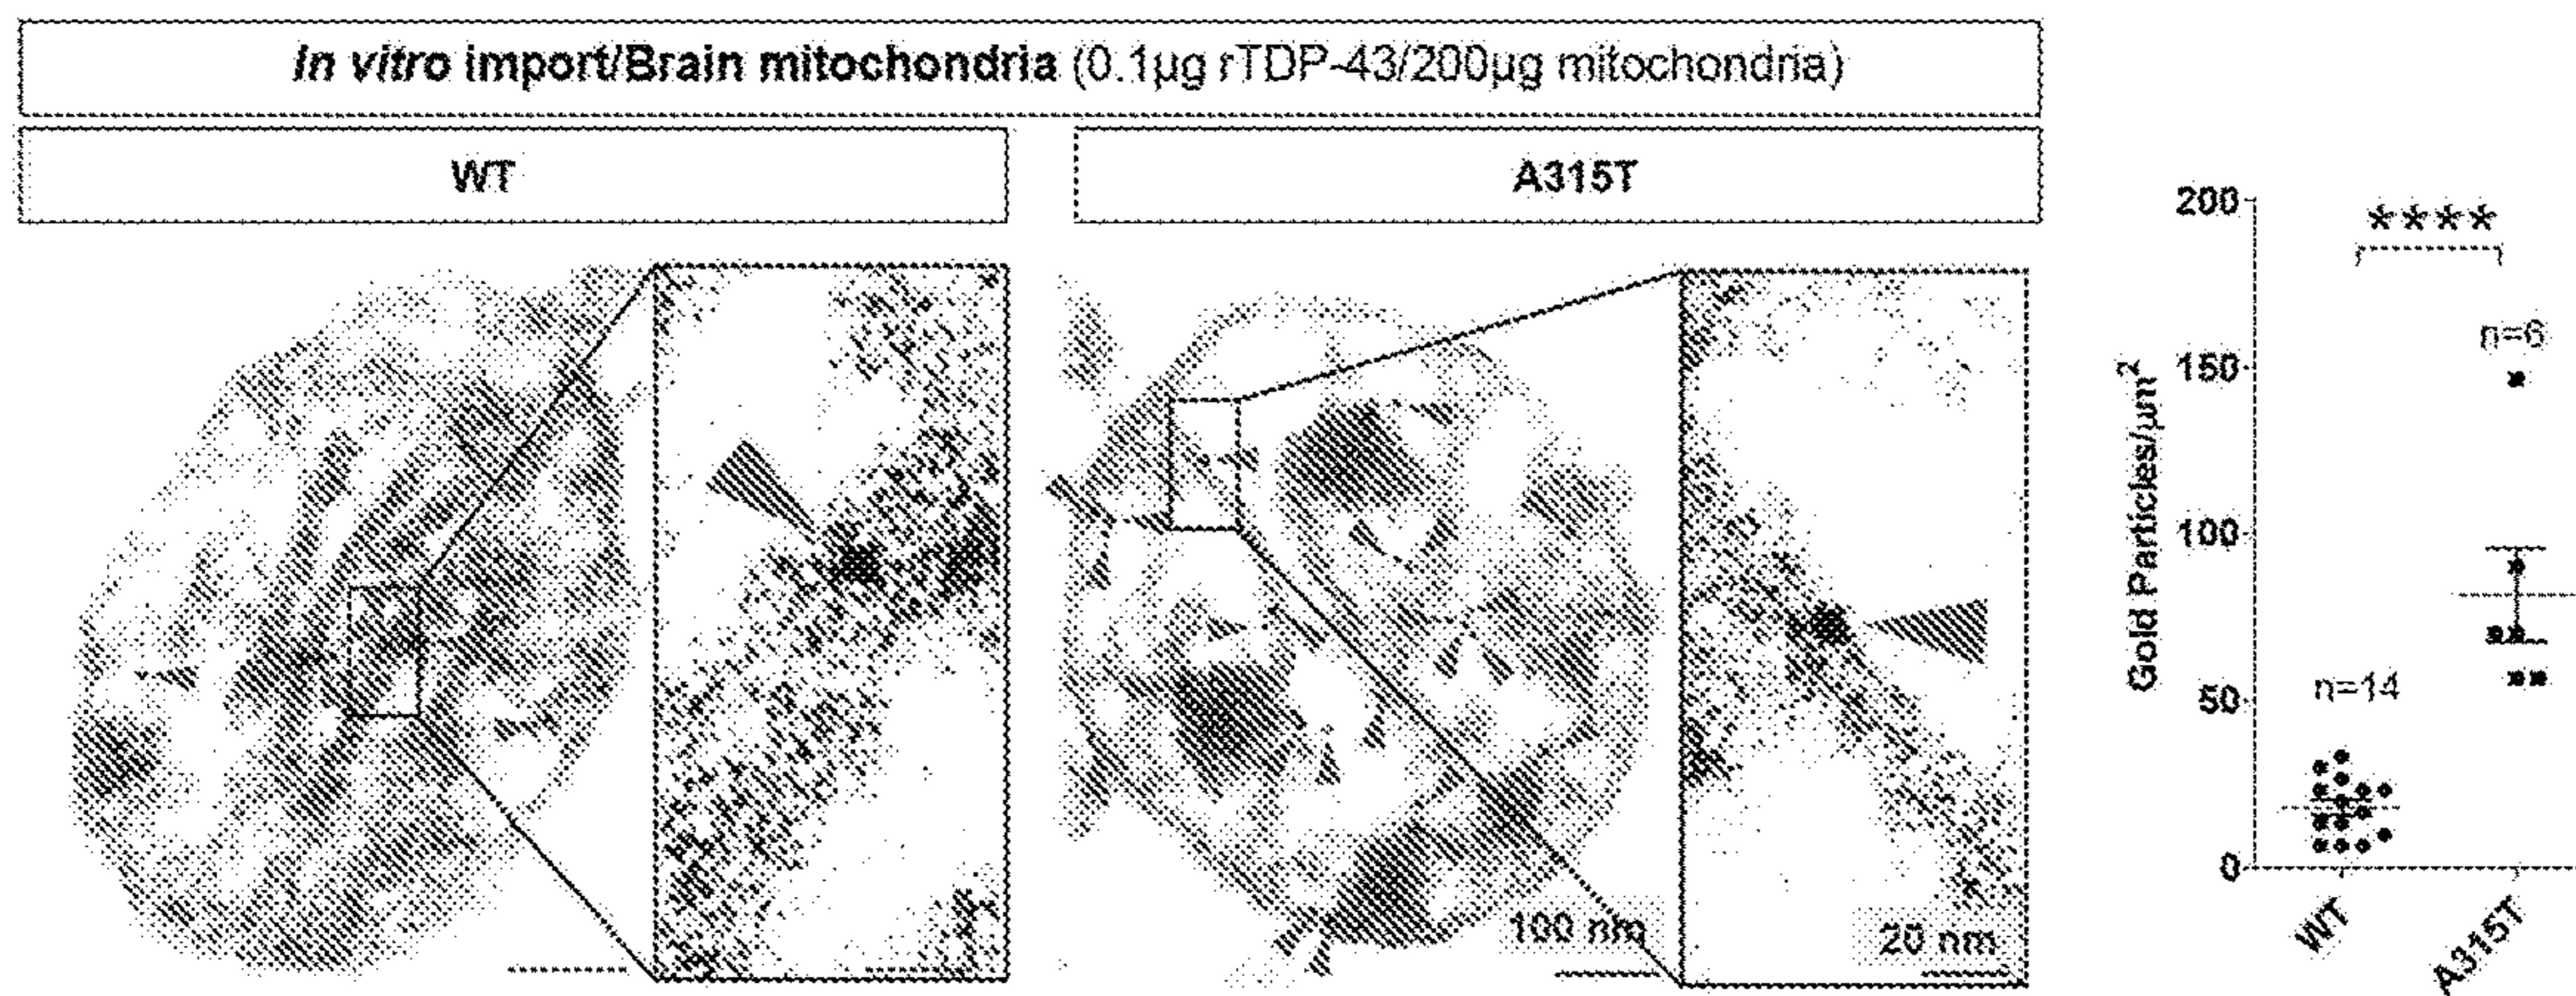 In vitro import/Brain mitochondria (0.1µg rTDP-43/200µg mitochondria)
WT
A315T
100 nm
20 nm
Gold Particles/µm²
200
150
100
50
0
****
n=6
n=14
WT
A315T